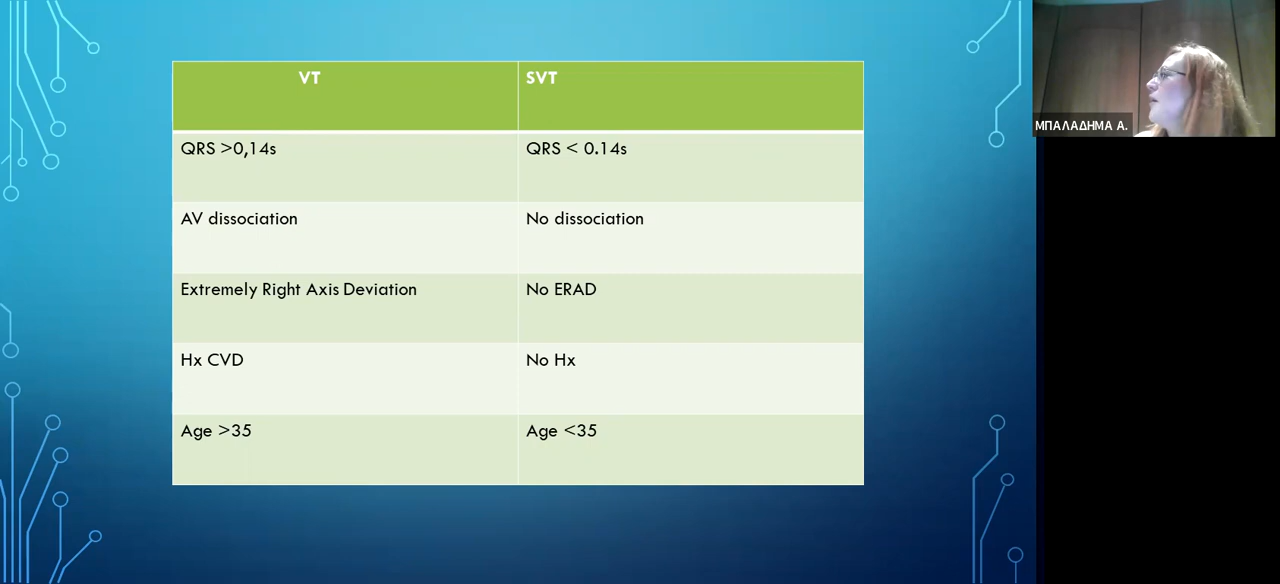 VT SVT
QRS >0,14s QRS < 0.14s
AV dissociation No dissociation
Extremely Right Axis Deviation No ERAD
Hx CVD No Hx
Age >35 Age <35
ΜΠΑΛΑΔΗΜΑ Α.